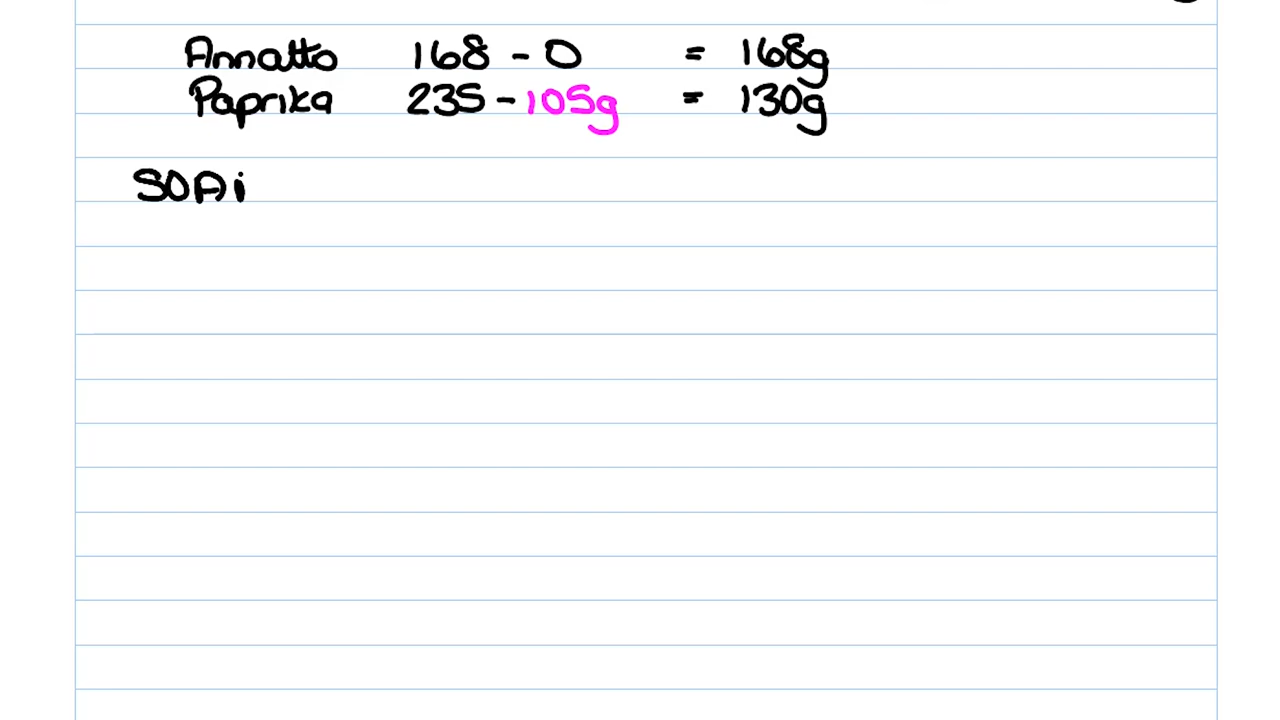 Annatto 168 - 0 = 168g
Paprika 235 - 105g = 130g
SOAi